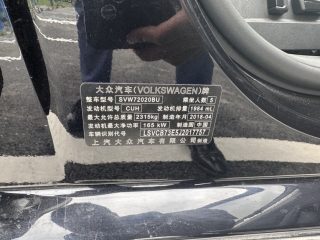 大众汽车(VOLKSWAGEN)牌
整车型号 SVW72020BU 乘坐人数 5
发动机型号 CUH 发动机排量 1984 mL
最大允许总质量 2315kg 制造年月 2018-04
发动机最大净功率 165 kW 制造国 中国
车辆识别代号 LSVCB73E5J2017757
上汽大众汽车有限公司 制造